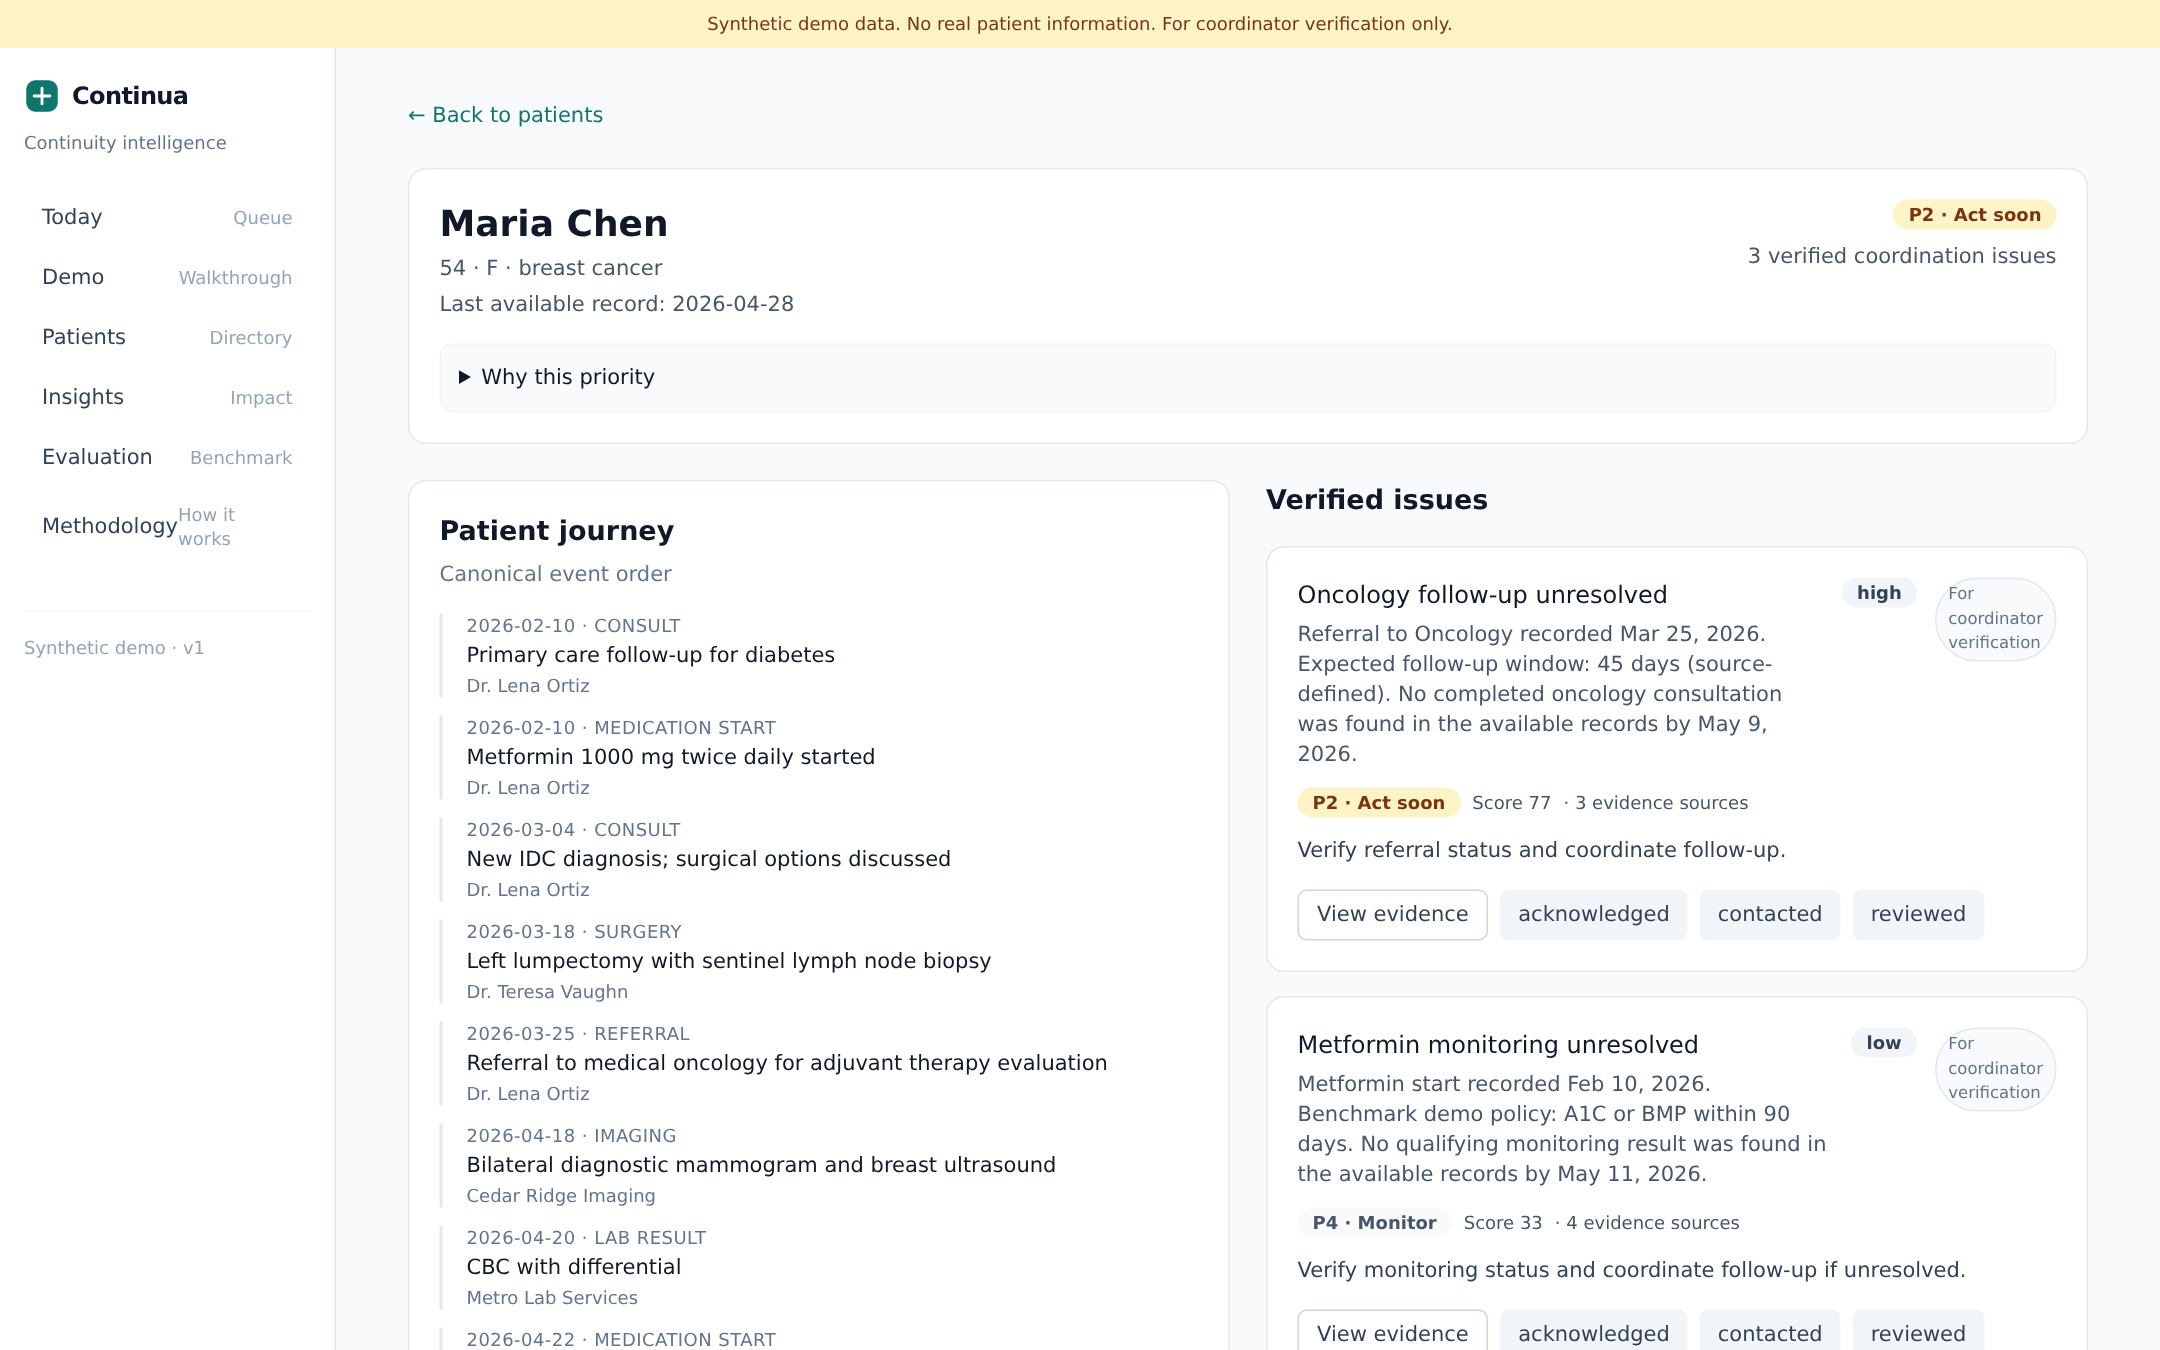 Synthetic demo data. No real patient information. For coordinator verification only.
Continua
Continuity intelligence
Today Queue
Demo Walkthrough
Patients Directory
Insights Impact
Evaluation Benchmark
Methodology How it works
Synthetic demo · v1
← Back to patients
Maria Chen
54 · F · breast cancer
Last available record: 2026-04-28
P2 · Act soon
3 verified coordination issues
▶ Why this priority
Patient journey
Canonical event order
2026-02-10 · CONSULT
Primary care follow-up for diabetes
Dr. Lena Ortiz
2026-02-10 · MEDICATION START
Metformin 1000 mg twice daily started
Dr. Lena Ortiz
2026-03-04 · CONSULT
New IDC diagnosis; surgical options discussed
Dr. Lena Ortiz
2026-03-18 · SURGERY
Left lumpectomy with sentinel lymph node biopsy
Dr. Teresa Vaughn
2026-03-25 · REFERRAL
Referral to medical oncology for adjuvant therapy evaluation
Dr. Lena Ortiz
2026-04-18 · IMAGING
Bilateral diagnostic mammogram and breast ultrasound
Cedar Ridge Imaging
2026-04-20 · LAB RESULT
CBC with differential
Metro Lab Services
2026-04-22 · MEDICATION START
Verified issues
Oncology follow-up unresolved
high
For
coordinator
verification
Referral to Oncology recorded Mar 25, 2026.
Expected follow-up window: 45 days (source-
defined). No completed oncology consultation
was found in the available records by May 9,
2026.
P2 · Act soon Score 77 · 3 evidence sources
Verify referral status and coordinate follow-up.
View evidence acknowledged contacted reviewed
Metformin monitoring unresolved
low
For
coordinator
verification
Metformin start recorded Feb 10, 2026.
Benchmark demo policy: A1C or BMP within 90
days. No qualifying monitoring result was found in
the available records by May 11, 2026.
P4 · Monitor Score 33 · 4 evidence sources
Verify monitoring status and coordinate follow-up if unresolved.
View evidence acknowledged contacted reviewed